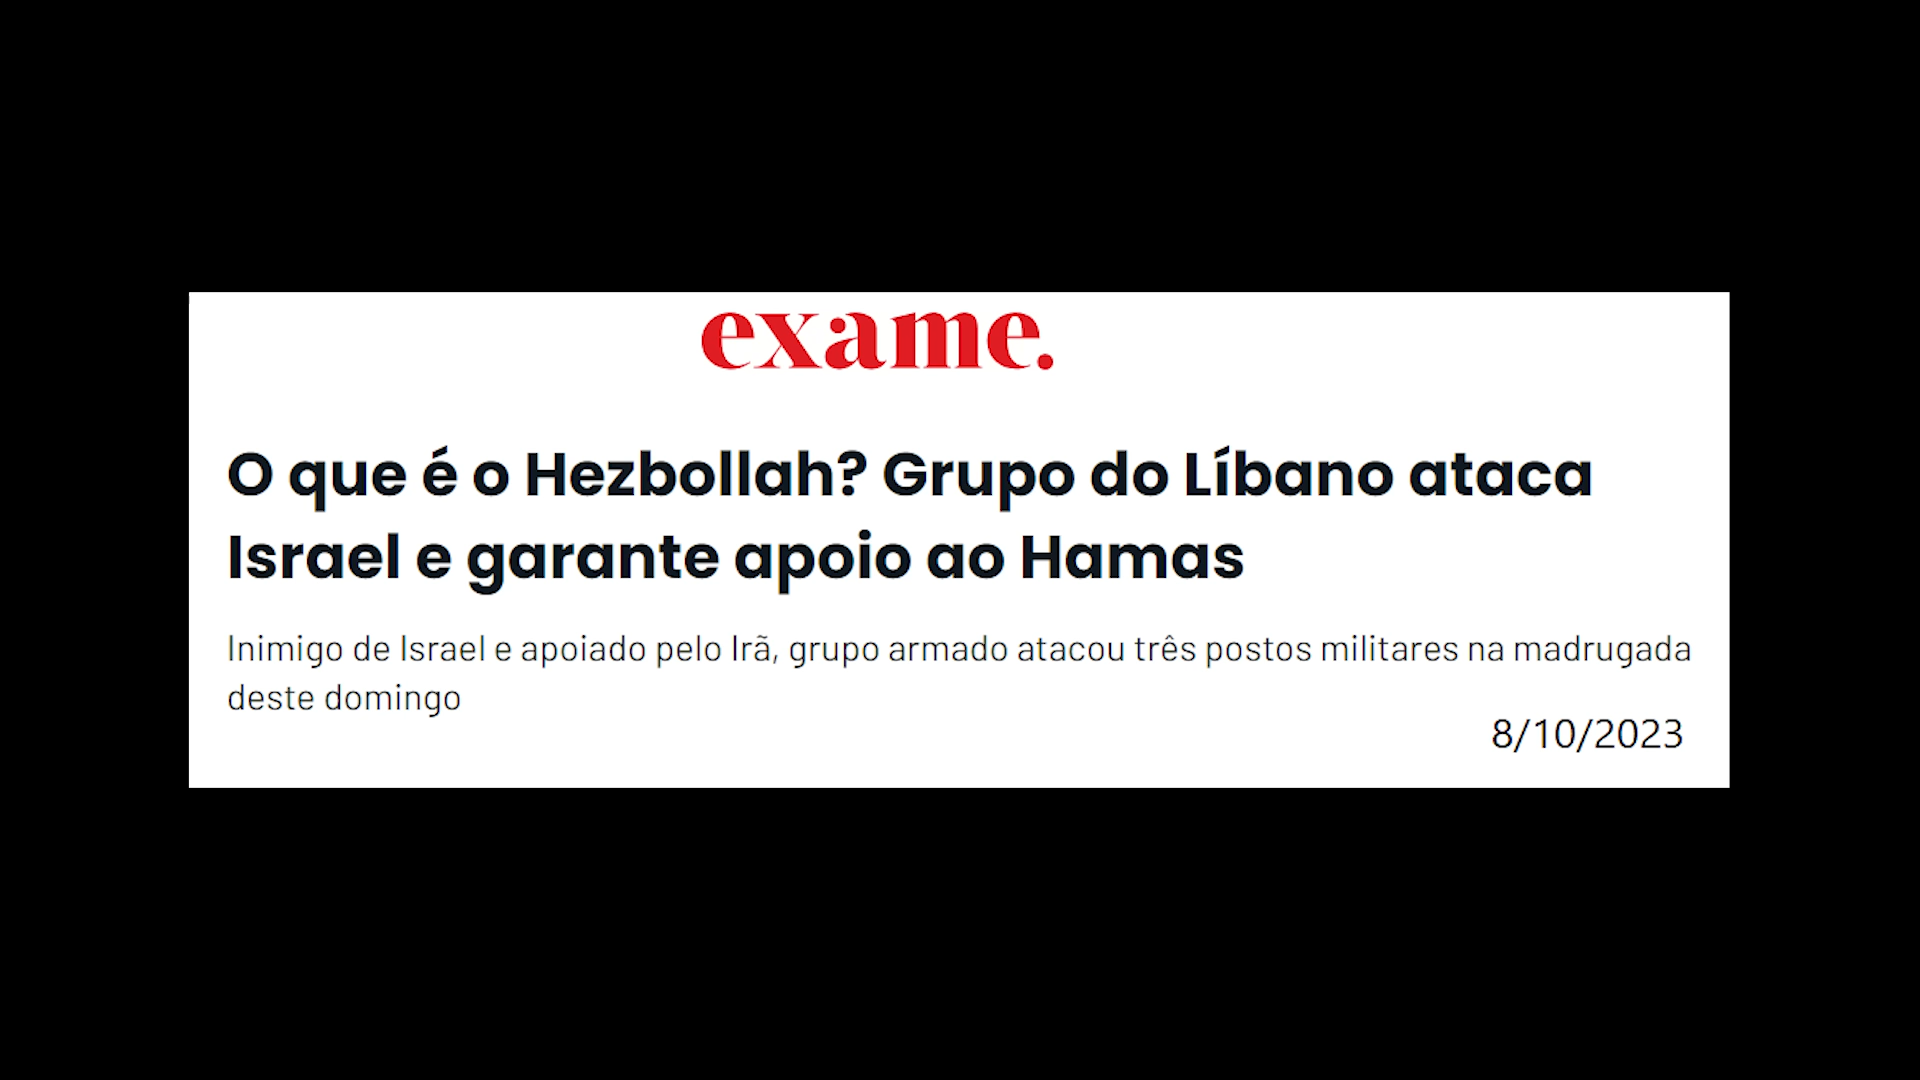 exame.
O que é o Hezbollah? Grupo do Líbano ataca
Israel e garante apoio ao Hamas
Inimigo de Israel e apoiado pelo Irã, grupo armado atacou três postos militares na madrugada
deste domingo
8/10/2023